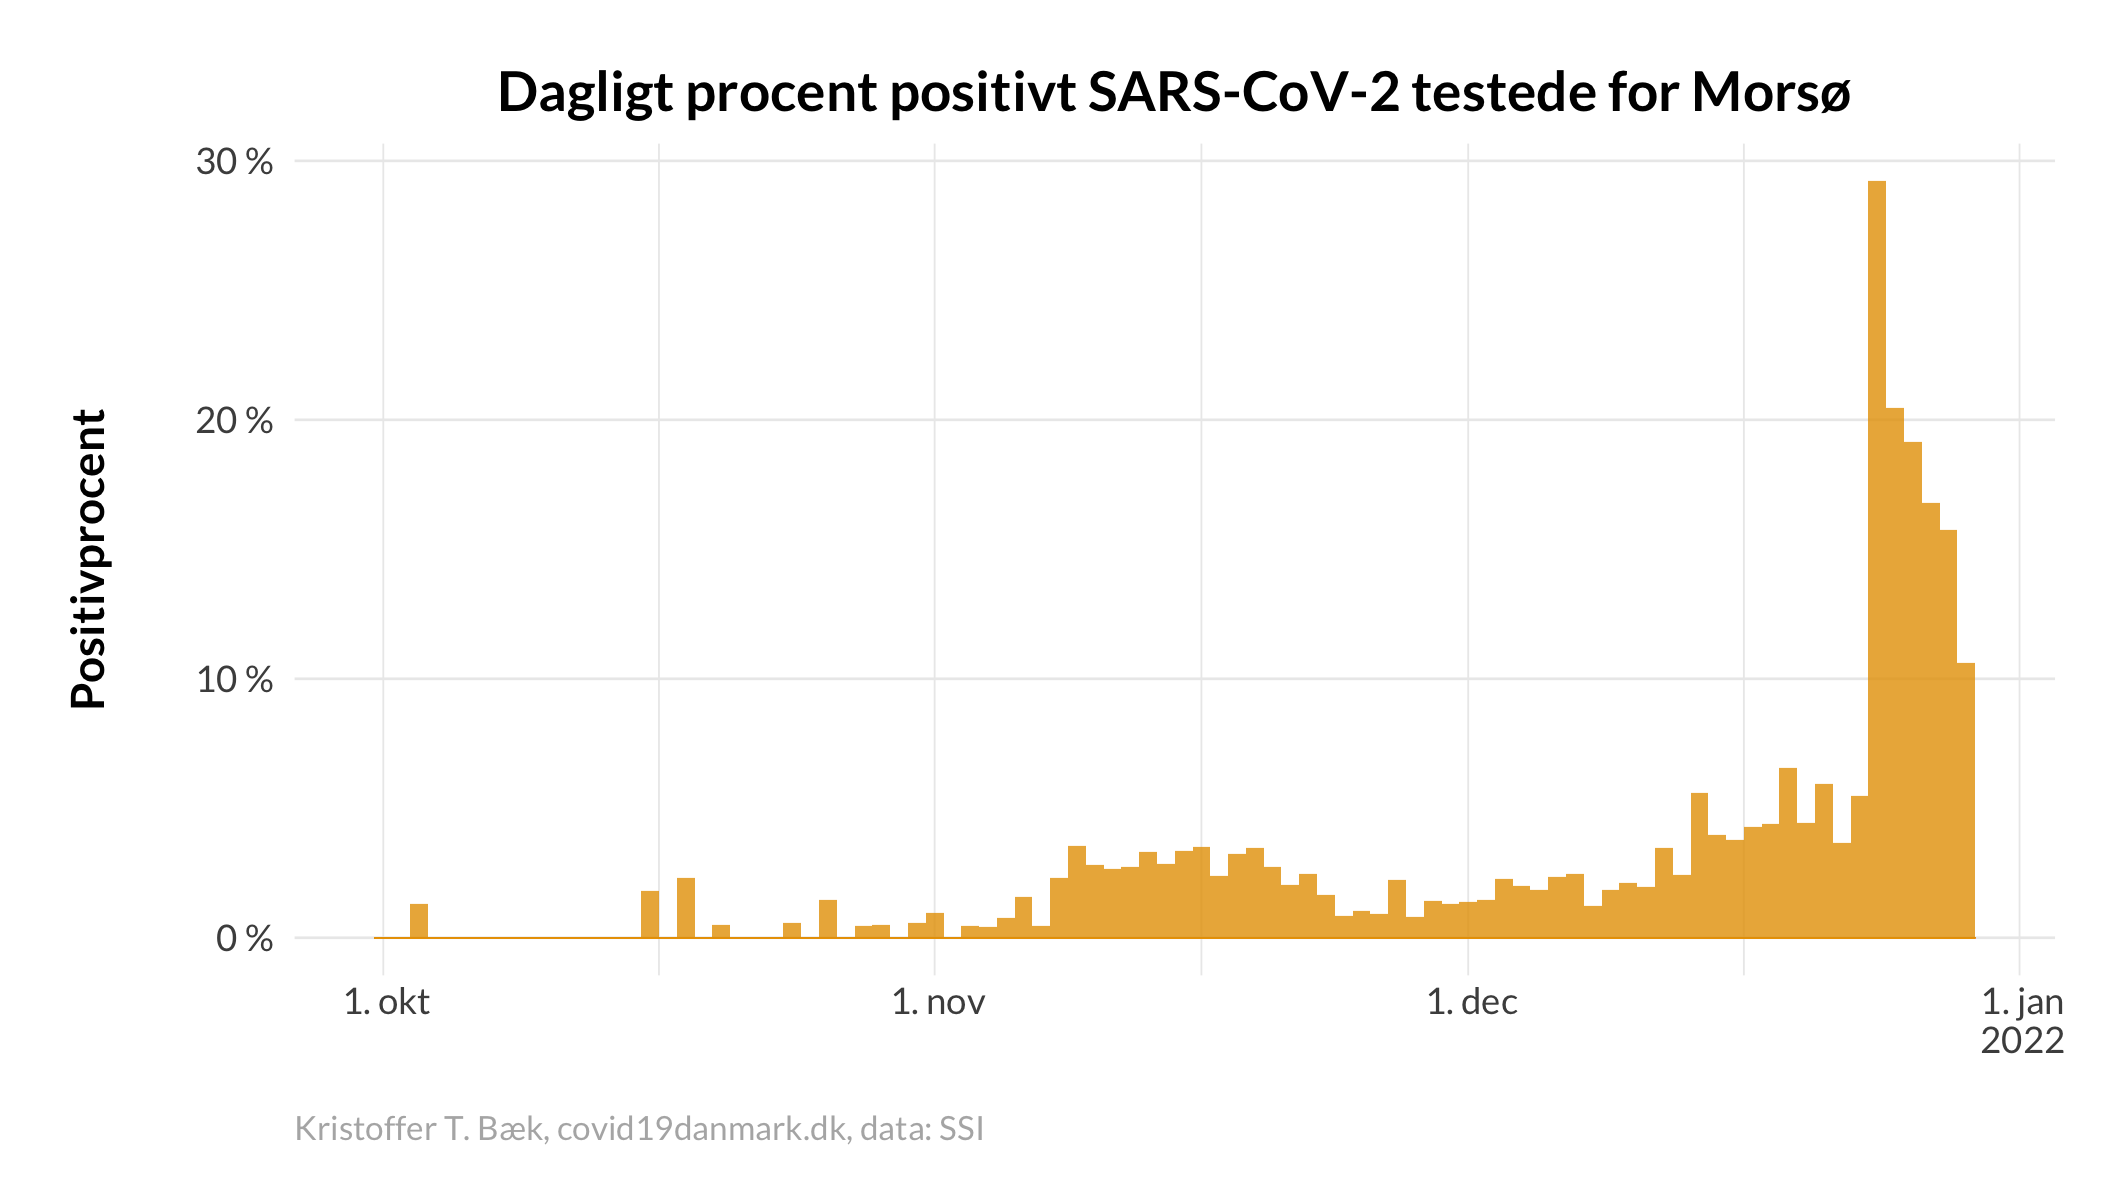 Dagligt procent positivt SARS-CoV-2 testede for Morsø
30 %
20 %
10 %
0 %
Positivprocent
1. okt
1. nov
1. dec
1. jan
2022
Kristoffer T. Bæk, covid19danmark.dk, data: SSI